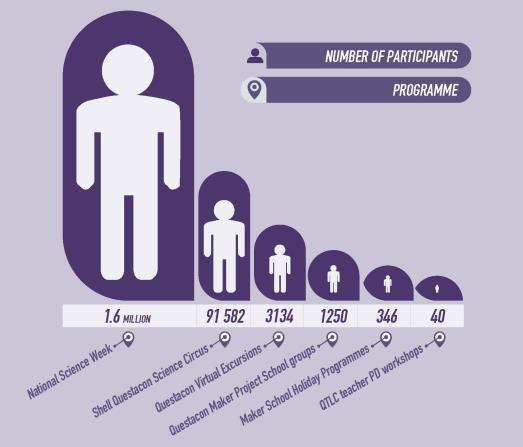 NUMBER OF PARTICIPANTS
PROGRAMME
1.6 MILLION
91 582
3134
1250
346
40
National Science Week
Shell Questacon Science Circus
Questacon Virtual Excursions
Questacon Maker Project School groups
Maker School Holiday Programmes
QTLC teacher PD workshops